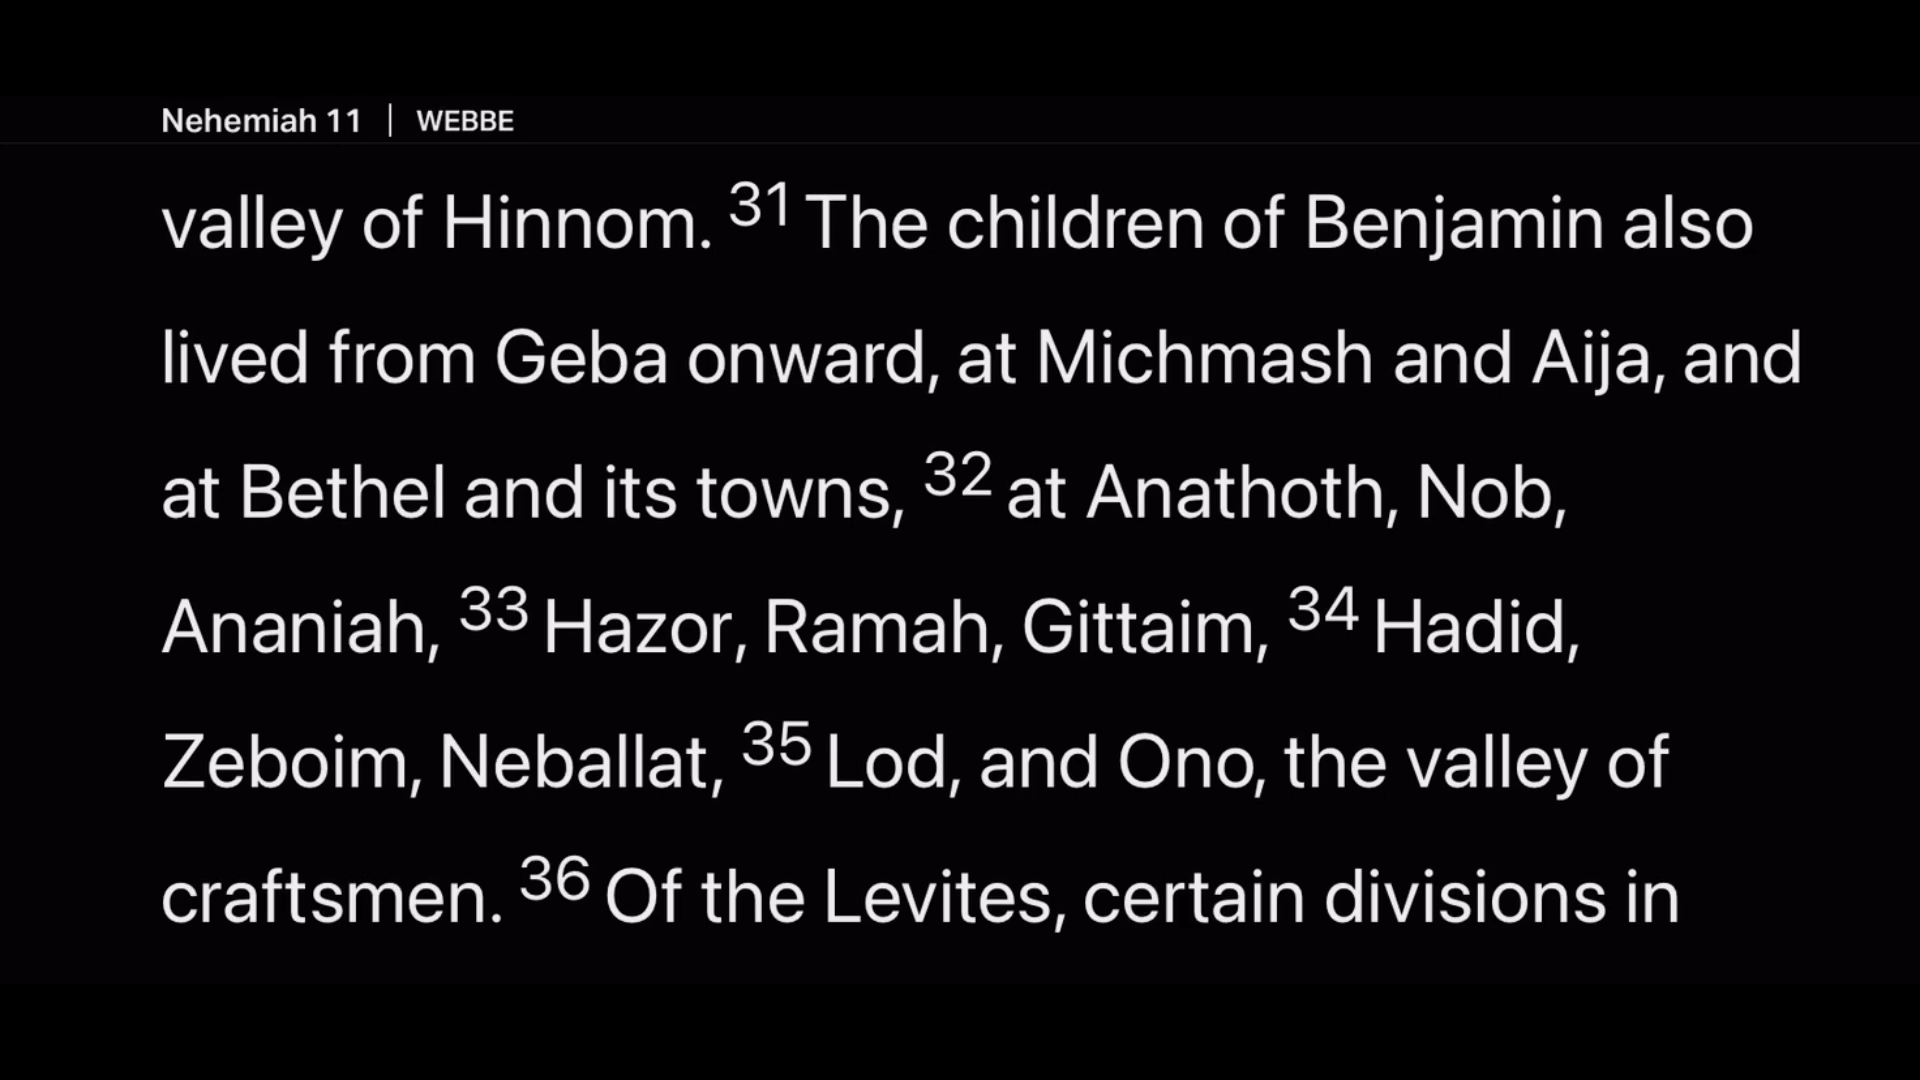 Nehemiah 11 | WEBBE
valley of Hinnom. 31 The children of Benjamin also
lived from Geba onward, at Michmash and Aija, and
at Bethel and its towns, 32 at Anathoth, Nob,
Ananiah, 33 Hazor, Ramah, Gittaim, 34 Hadid,
Zeboim, Neballat, 35 Lod, and Ono, the valley of
craftsmen. 36 Of the Levites, certain divisions in